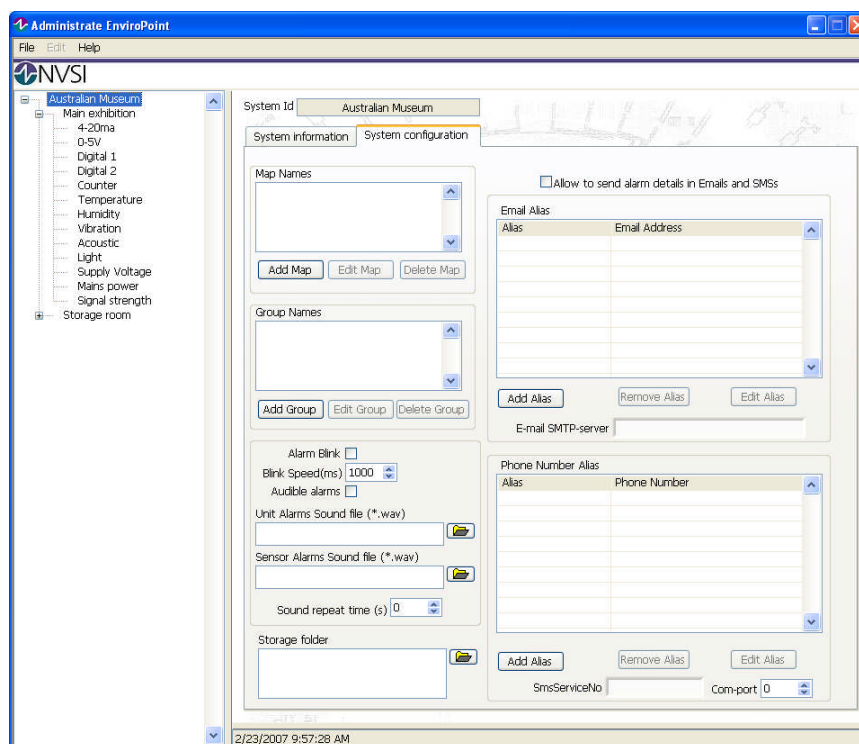 Administrate EnviroPoint
File Edit Help
NVSI
Australian Museum
Main exhibition
4-20ma
0-5V
Digital 1
Digital 2
Counter
Temperature
Humidity
Vibration
Acoustic
Light
Supply Voltage
Mains power
Signal strength
Storage room
System Id Australian Museum
System information System configuration
Map Names
Add Map Edit Map Delete Map
Group Names
Add Group Edit Group Delete Group
Alarm Blink
Blink Speed(ms) 1000
Audible alarms
Unit Alarms Sound file (*.wav)
Sensor Alarms Sound file (*.wav)
Sound repeat time (s) 0
Storage folder
Allow to send alarm details in Emails and SMSs
Email Alias
Alias Email Address
Add Alias Remove Alias Edit Alias
E-mail SMTP-server
Phone Number Alias
Alias Phone Number
Add Alias Remove Alias Edit Alias
SmsServiceNo Com-port 0
2/23/2007 9:57:28 AM